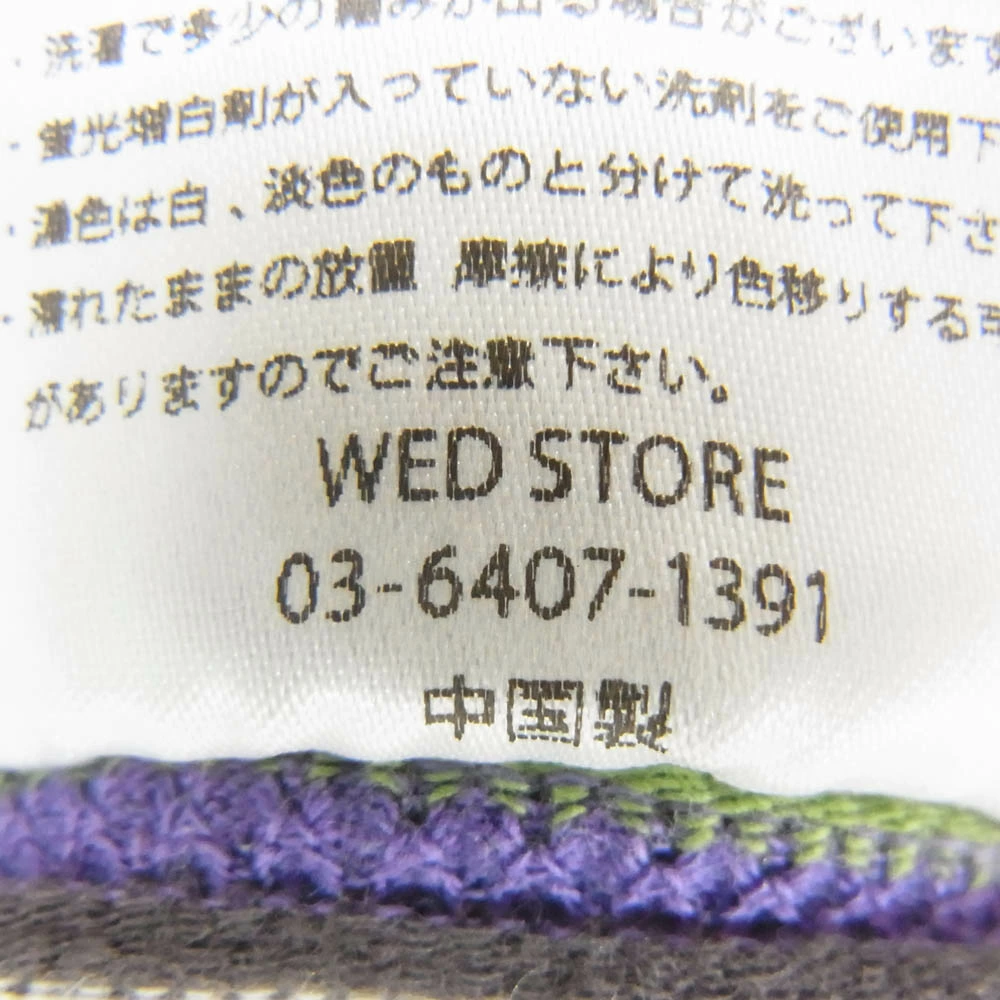 ・洗濯で多少の縮みが出る場合がございます
・蛍光増白剤が入っていない洗剤をご使用下
・濃色は白、淡色のものと分けて洗って下さ
・濡れたままの放置 摩擦により色移りする可
がありますのでご注意下さい。
WED STORE
03-6407-1391
中国製